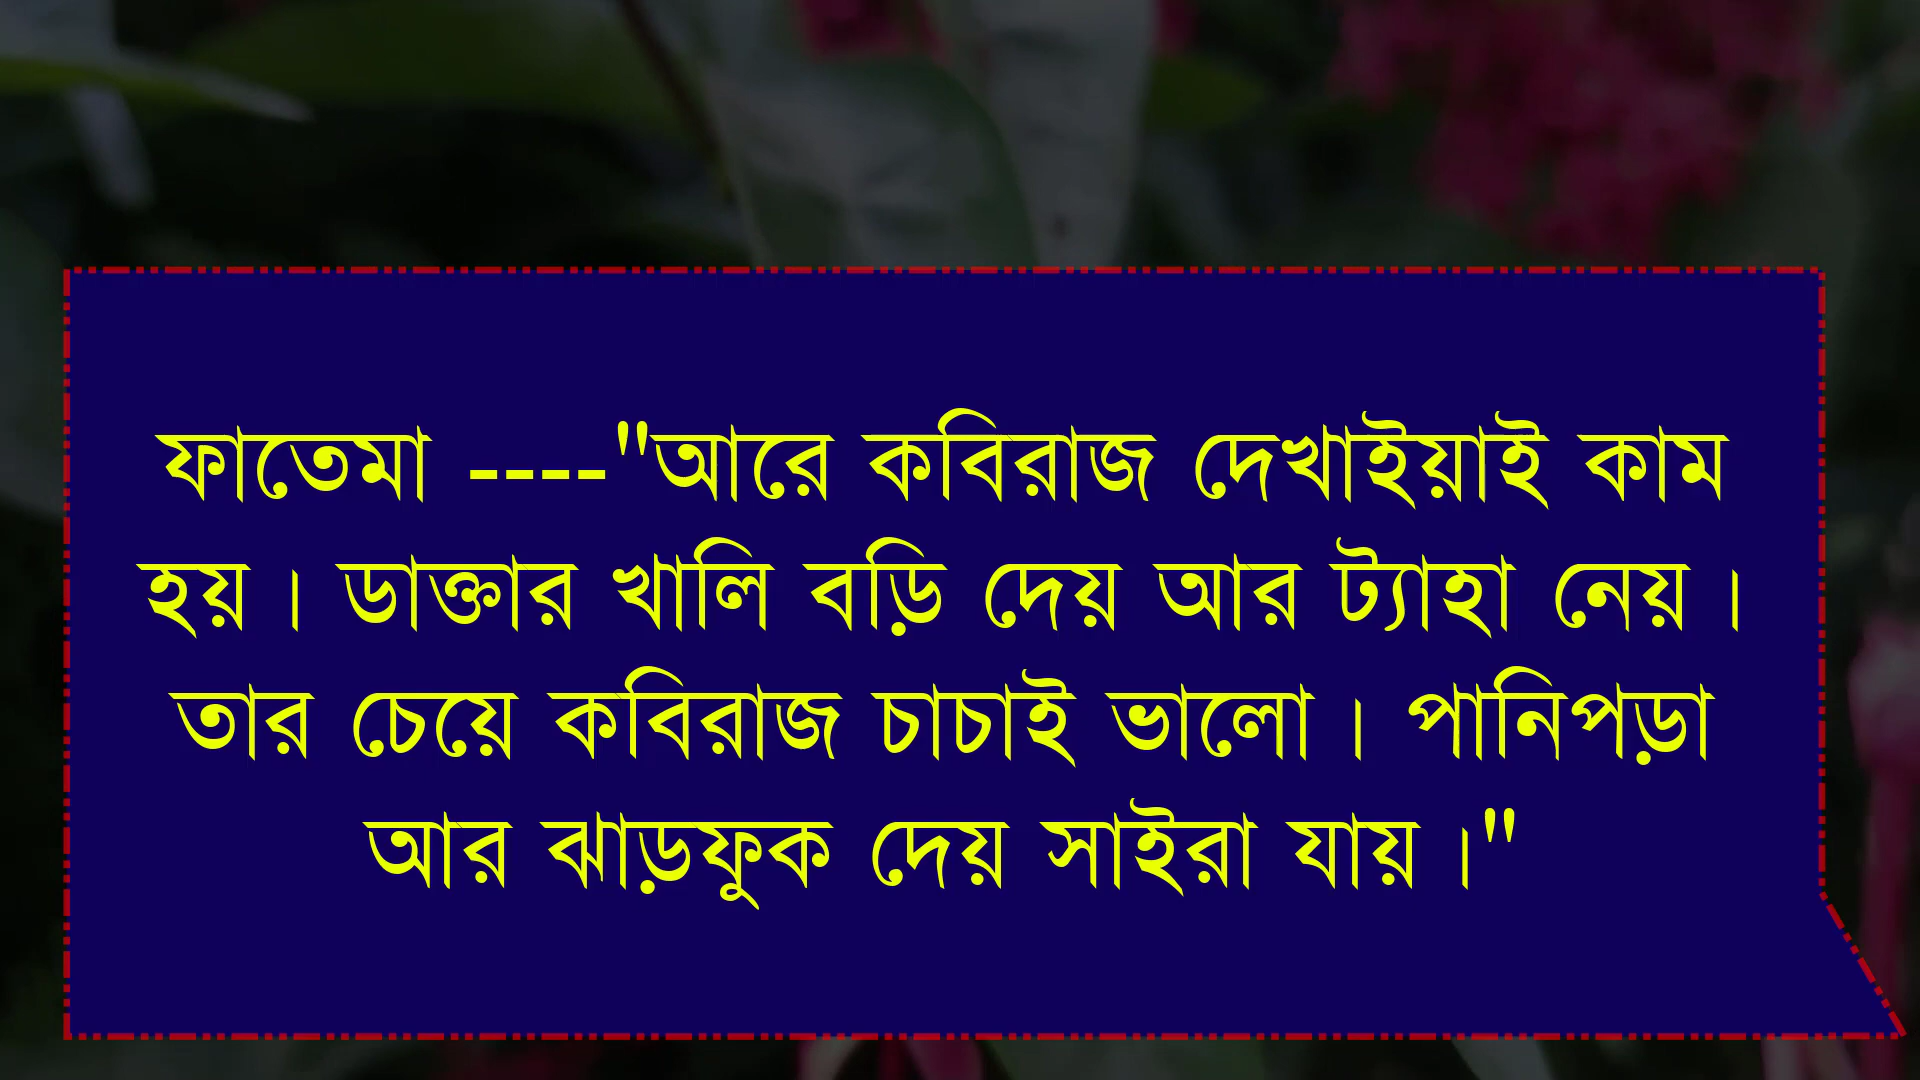 ফাতেমা ----"আরে কবিরাজ দেখাইয়াই কাম
হয়। ডাক্তার খালি বড়ি দেয় আর ট্যাহা নেয়।
তার চেয়ে কবিরাজ চাচাই ভালো। পানিপড়া
আর ঝাড়ফুক দেয় সাইরা যায়।"